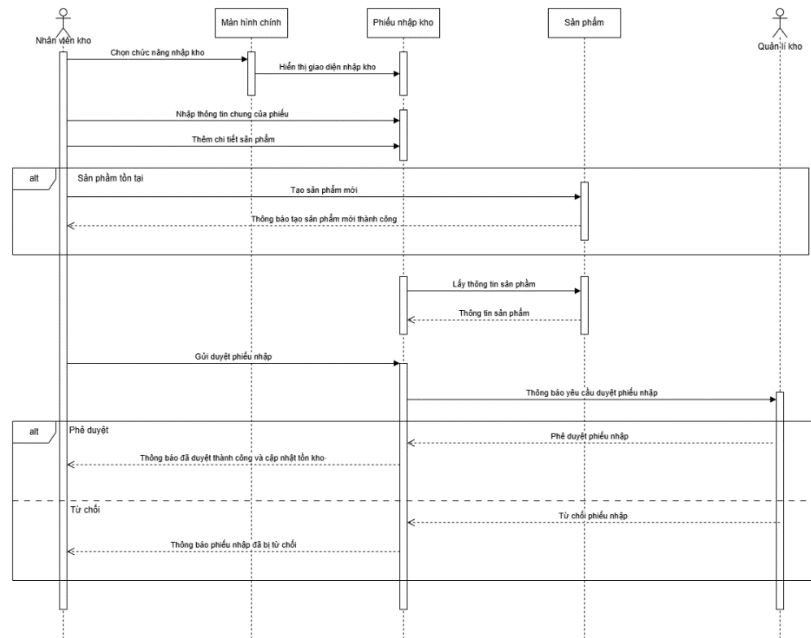 Nhân viên kho
Màn hình chính
Phiếu nhập kho
Sản phẩm
Quản lí kho
Chọn chức năng nhập kho
Hiển thị giao diện nhập kho
Nhập thông tin chung của phiếu
Thêm chi tiết sản phẩm
alt
Sản phẩm tồn tại
Tạo sản phẩm mới
Thông báo tạo sản phẩm mới thành công
Lấy thông tin sản phẩm
Thông tin sản phẩm
Gửi duyệt phiếu nhập
Thông báo yêu cầu duyệt phiếu nhập
alt
Phê duyệt
Phê duyệt phiếu nhập
Thông báo đã duyệt thành công và cập nhật tồn kho
Từ chối
Từ chối phiếu nhập
Thông báo phiếu nhập đã bị từ chối